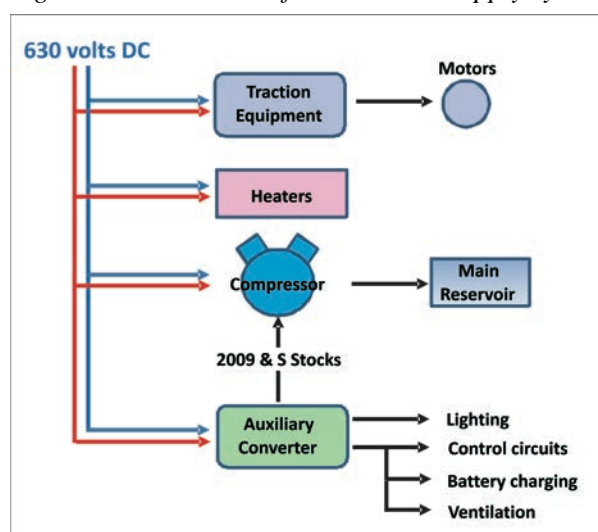 630 volts DC
Traction
Equipment
Motors
Heaters
Compressor
Main
Reservoir
2009 & S Stocks
Auxiliary
Converter
Lighting
Control circuits
Battery charging
Ventilation